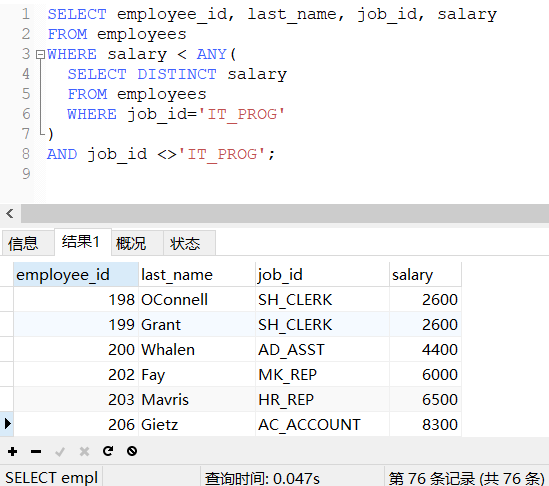 1 SELECT employee_id, last_name, job_id, salary
2 FROM employees
3 WHERE salary < ANY(
4 SELECT DISTINCT salary
5 FROM employees
6 WHERE job_id='IT_PROG'
7 )
8 AND job_id <>'IT_PROG';
9
信息 结果1 概况 状态
employee_id last_name job_id salary
198 OConnell SH_CLERK 2600
199 Grant SH_CLERK 2600
200 Whalen AD_ASST 4400
202 Fay MK_REP 6000
203 Mavris HR_REP 6500
206 Gietz AC_ACCOUNT 8300
SELECT empl 查询时间: 0.047s 第 76 条记录 (共 76 条)